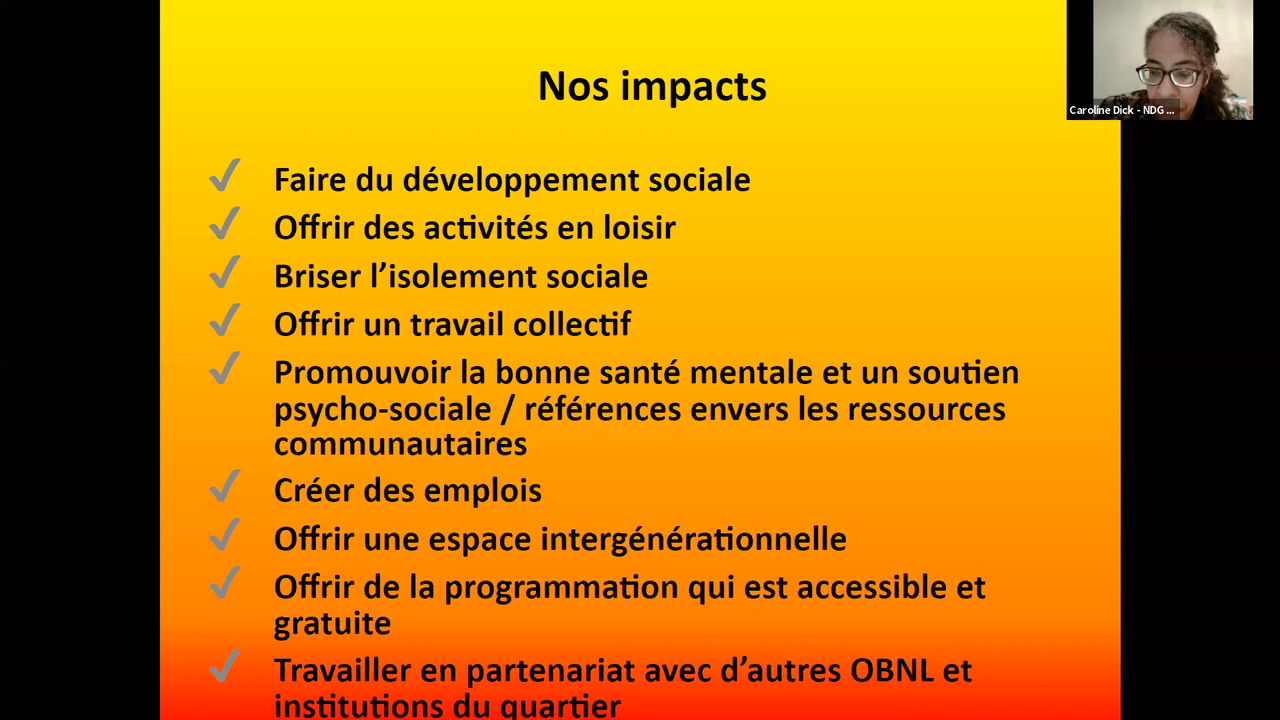 Nos impacts
Caroline Dick - NDG ...
✓ Faire du développement sociale
✓ Offrir des activités en loisir
✓ Briser l’isolement sociale
✓ Offrir un travail collectif
✓ Promouvoir la bonne santé mentale et un soutien
psycho-sociale / références envers les ressources
communautaires
✓ Créer des emplois
✓ Offrir une espace intergénérationnelle
✓ Offrir de la programmation qui est accessible et
gratuite
✓ Travailler en partenariat avec d’autres OBNL et
institutions du quartier